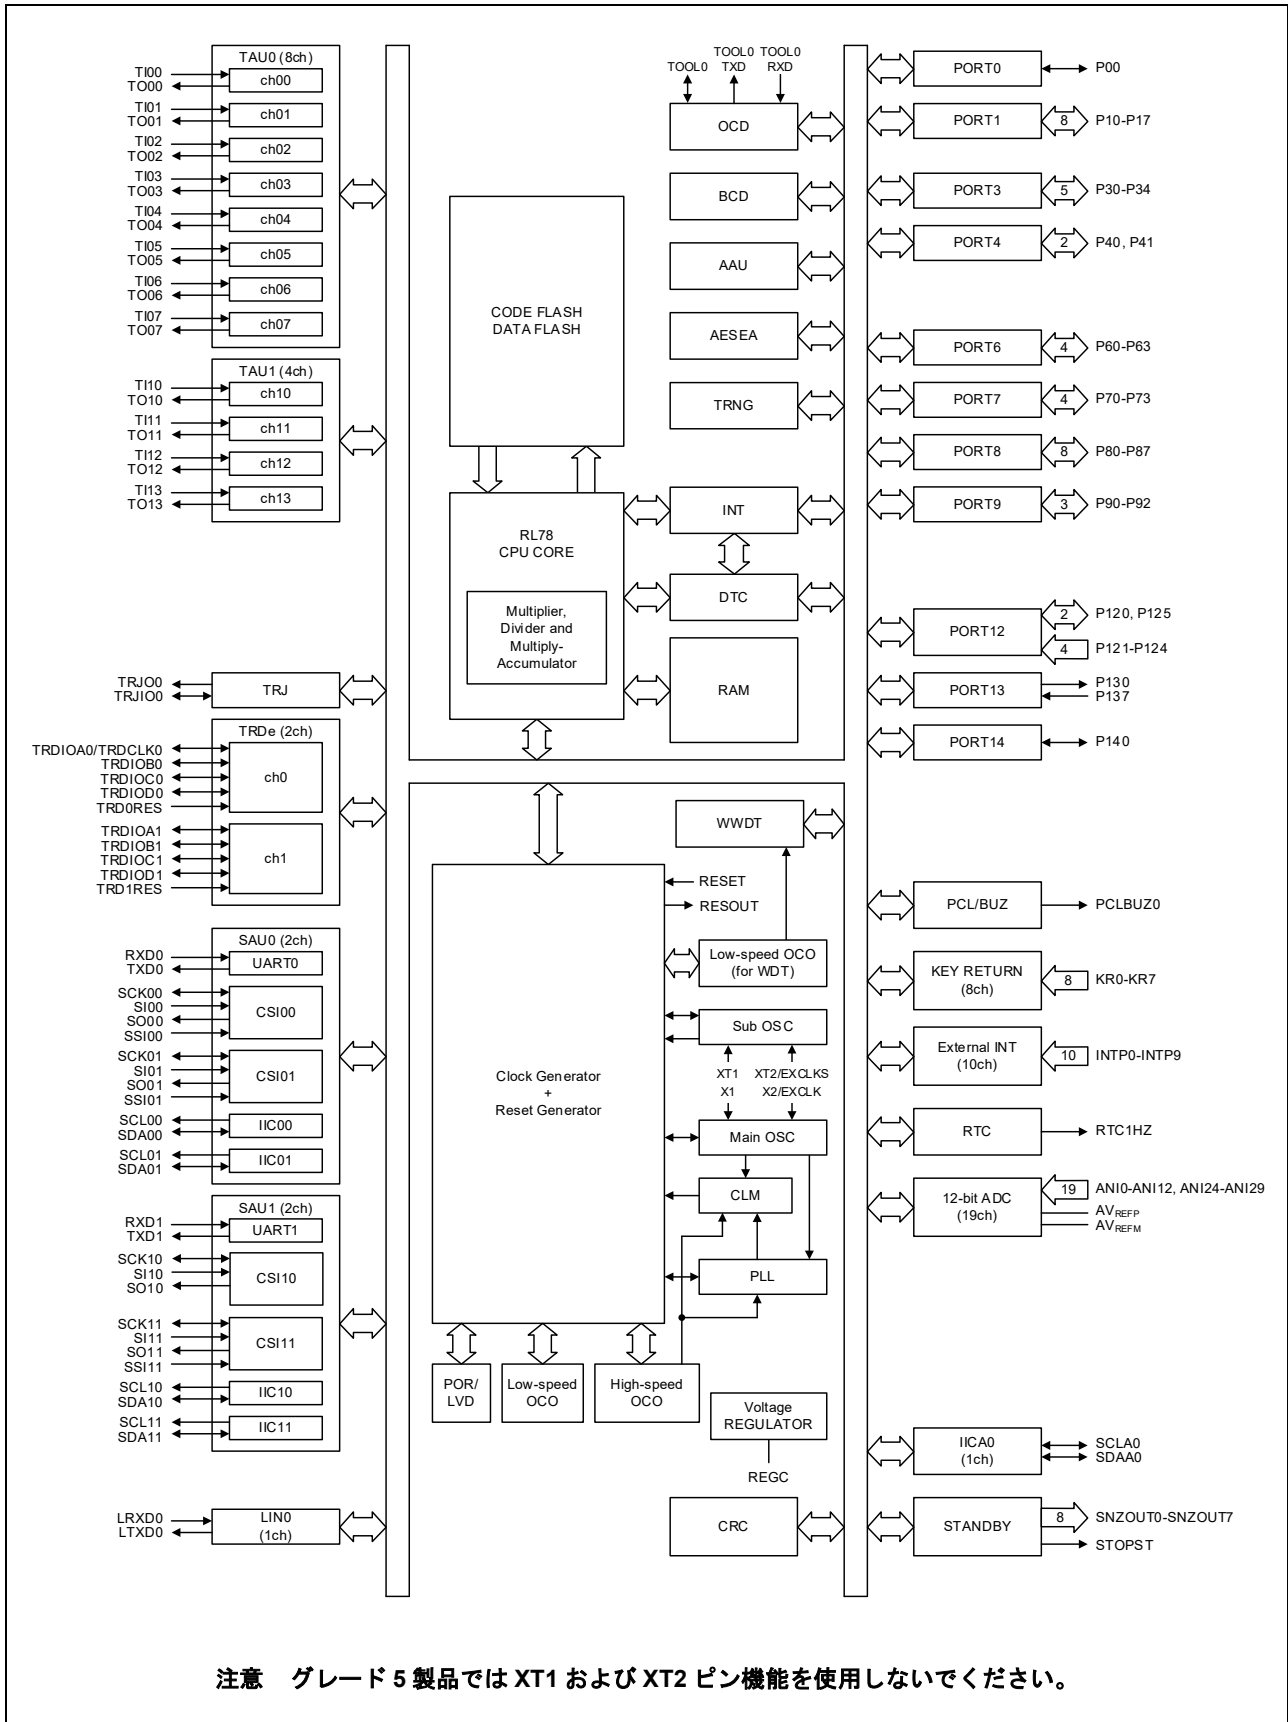 TAU0 (8ch)
TI00
TO00
ch00
TI01
TO01
ch01
TI02
TO02
ch02
TI03
TO03
ch03
TI04
TO04
ch04
TI05
TO05
ch05
TI06
TO06
ch06
TI07
TO07
ch07
TAU1 (4ch)
TI10
TO10
ch10
TI11
TO11
ch11
TI12
TO12
ch12
TI13
TO13
ch13
TRJO0
TRJIO0
TRJ
TRDe (2ch)
TRDIOA0/TRDCLK0
TRDIOB0
TRDIOC0
TRDIOD0
TRD0RES
ch0
TRDIOA1
TRDIOB1
TRDIOC1
TRDIOD1
TRD1RES
ch1
SAU0 (2ch)
RXD0
TXD0
UART0
SCK00
SI00
SO00
SSI00
CSI00
SCK01
SI01
SO01
SSI01
CSI01
SCL00
SDA00
IIC00
SCL01
SDA01
IIC01
SAU1 (2ch)
RXD1
TXD1
UART1
SCK10
SI10
SO10
CSI10
SCK11
SI11
SO11
SSI11
CSI11
SCL10
SDA10
IIC10
SCL11
SDA11
IIC11
LRXD0
LTXD0
LIN0
(1ch)
CODE FLASH
DATA FLASH
RL78
CPU CORE
Multiplier,
Divider and
Multiply-
Accumulator
TOOL0
TOOL0
TXD
TOOL0
RXD
OCD
BCD
AAU
AESEA
TRNG
INT
DTC
RAM
WWDT
RESET
RESOUT
Low-speed OCO
(for WDT)
Sub OSC
XT1
XT2/EXCLKS
X1
X2/EXCLK
Main OSC
CLM
PLL
Clock Generator
+
Reset Generator
POR/
LVD
Low-speed
OCO
High-speed
OCO
Voltage
REGULATOR
REGC
CRC
PORT0
P00
PORT1
8
P10-P17
PORT3
5
P30-P34
PORT4
2
P40, P41
PORT6
4
P60-P63
PORT7
4
P70-P73
PORT8
8
P80-P87
PORT9
3
P90-P92
PORT12
2
P120, P125
4
P121-P124
PORT13
P130
P137
PORT14
P140
PCL/BUZ
PCLBUZ0
KEY RETURN
(8ch)
8
KR0-KR7
External INT
(10ch)
10
INTP0-INTP9
RTC
RTC1HZ
12-bit ADC
(19ch)
19
ANI0-ANI12, ANI24-ANI29
AVREFP
AVREFM
IICA0
(1ch)
SCLA0
SDAA0
STANDBY
8
SNZOUT0-SNZOUT7
STOPST
注意 グレード 5 製品では XT1 および XT2 ピン機能を使用しないでください。